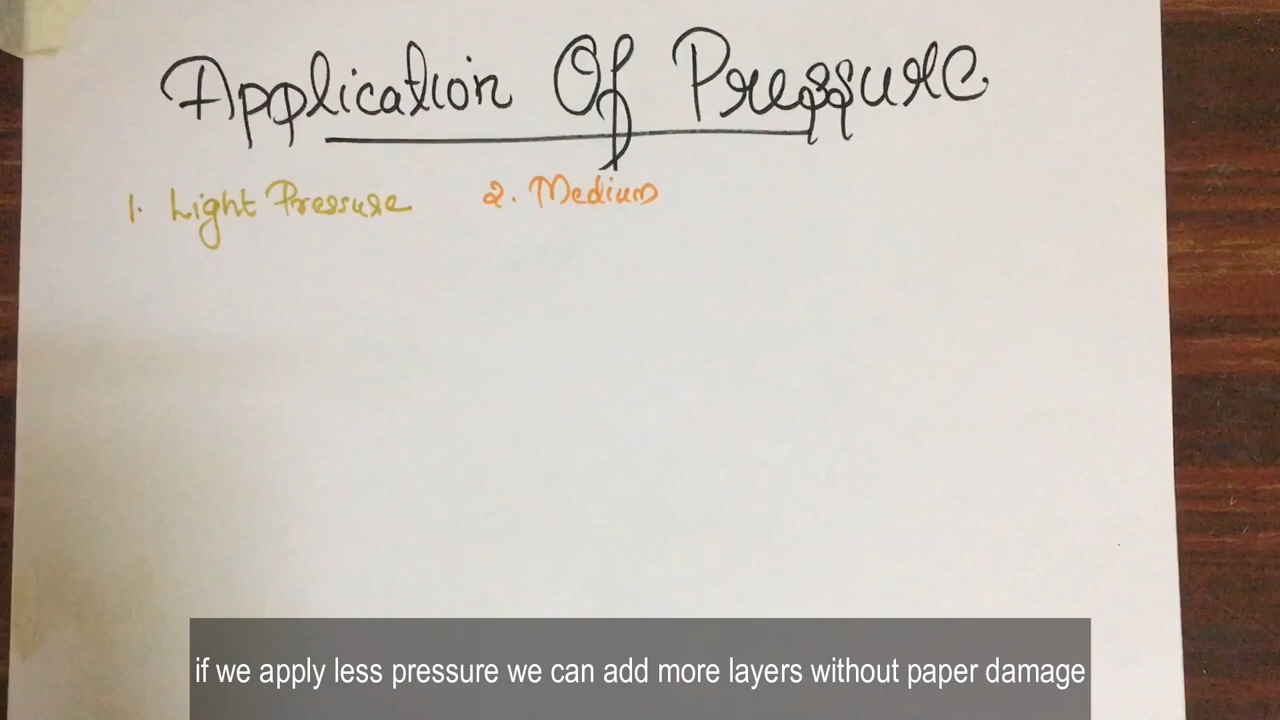 Application Of Pressure
1. Light Pressure 2. Medium
if we apply less pressure we can add more layers without paper damage